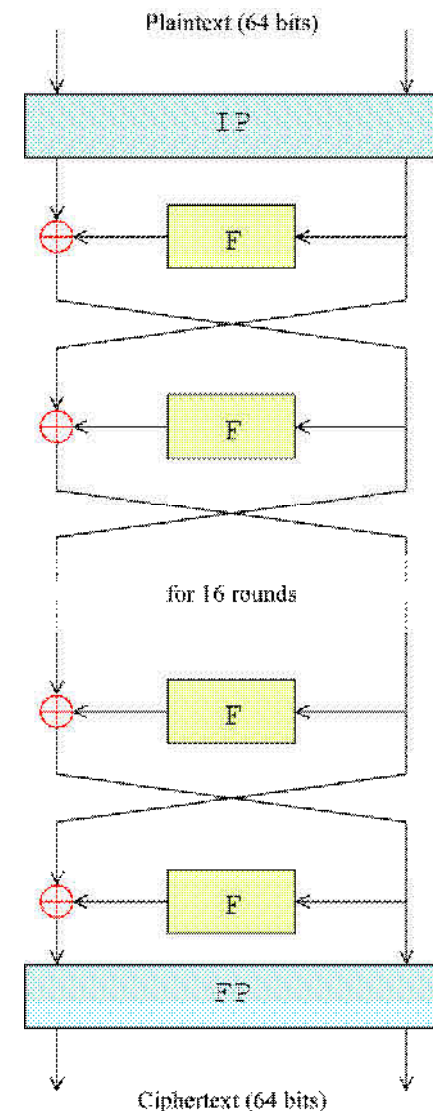 Plaintext (64 bits)
IP
F
F
for 16 rounds
F
F
FP
Ciphertext (64 bits)